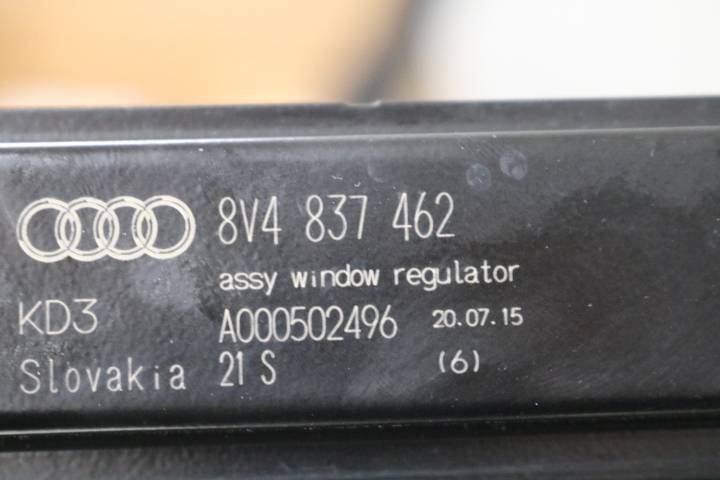 8V4 837 462
assy window regulator
KD3
A000502496 20.07.15
Slovakia 21 S (6)